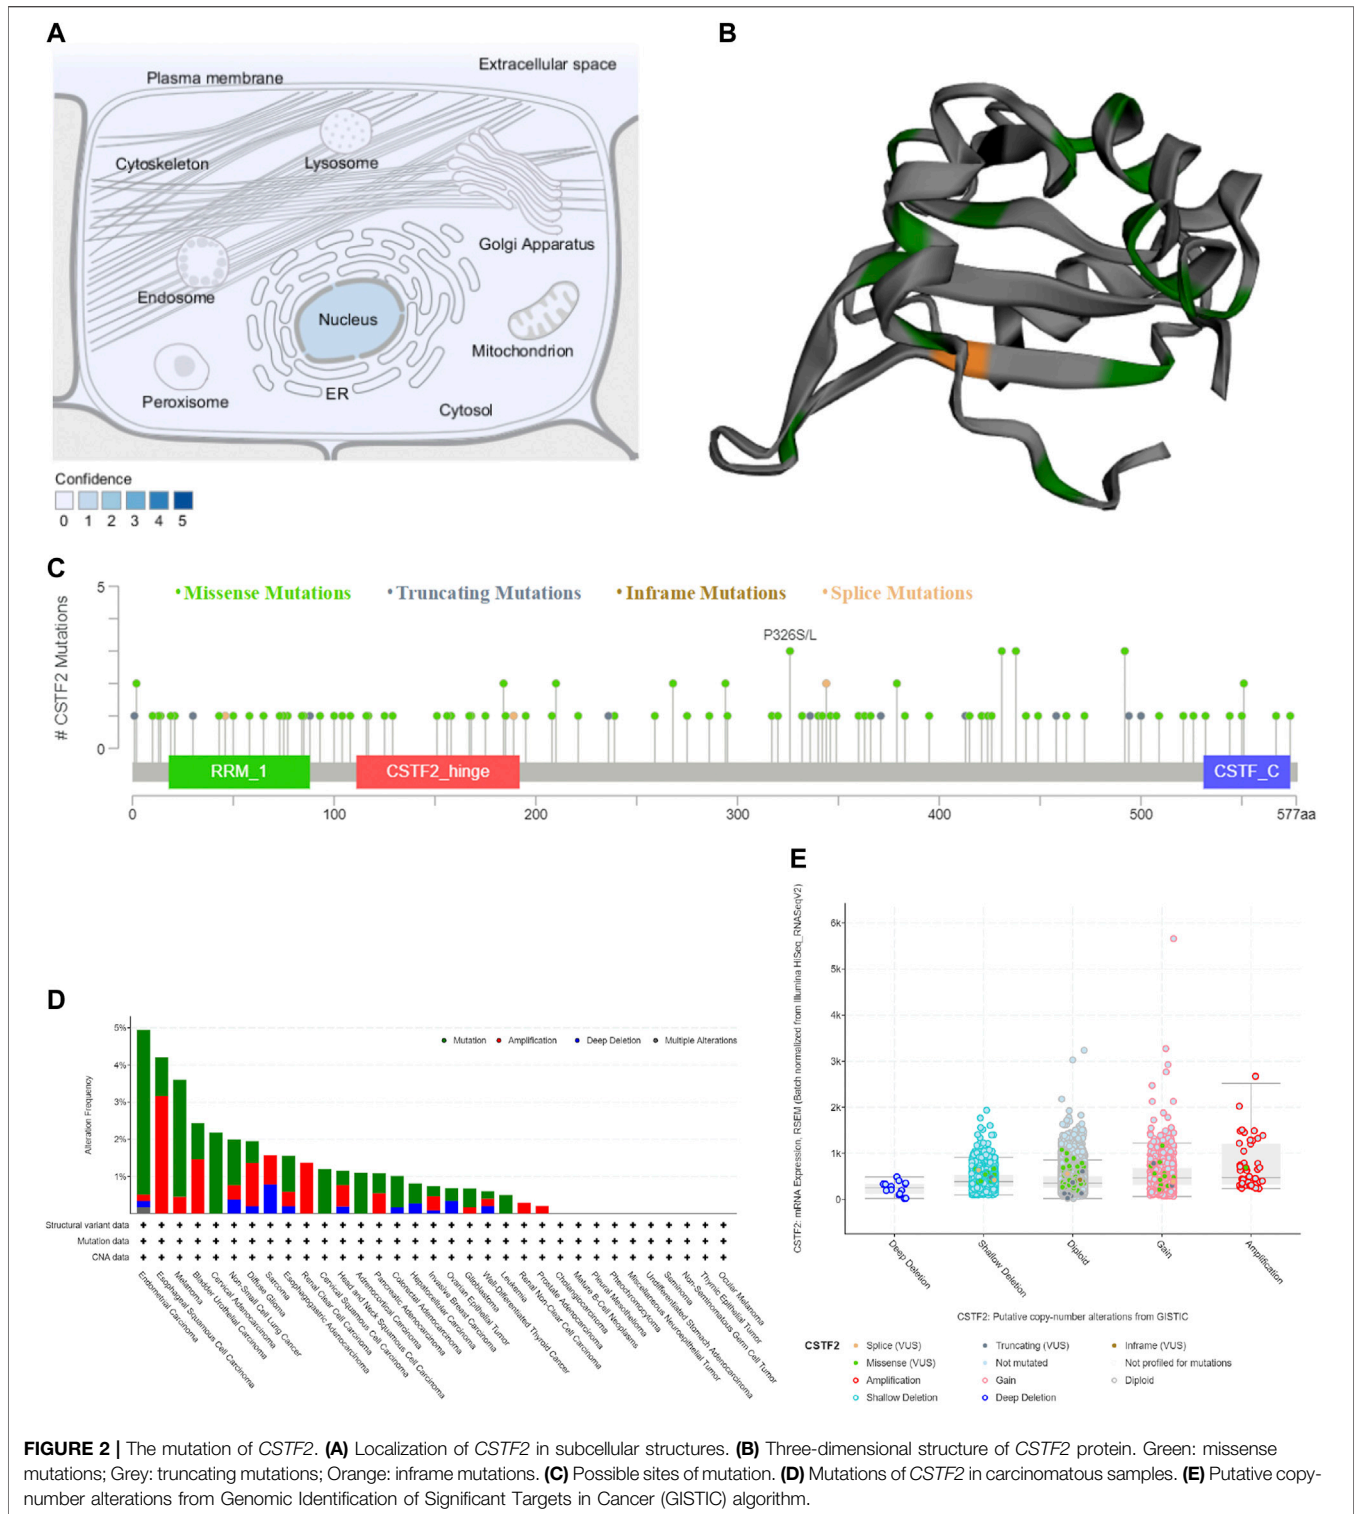 A
Plasma membrane
Extracellular space
Cytoskeleton
Lysosome
Golgi Apparatus
Endosome
Nucleus
Mitochondrion
Peroxisome
ER
Cytosol
Confidence
0 1 2 3 4 5
B
C
# CSTF2 Mutations
5
0
• Missense Mutations • Truncating Mutations • Inframe Mutations • Splice Mutations
P326S/L
RRM_1 CSTF2_hinge CSTF_C
0 100 200 300 400 500 577aa
D
Alteration Frequency
5%
4%
3%
2%
1%
Mutation Amplification Deep Deletion Multiple Alterations
Structural variant data + + + + + + + + + + + + + + + + + + + + + + + + + + + + + + + + +
Mutation data + + + + + + + + + + + + + + + + + + + + + + + + + + + + + + + + +
CNA data + + + + + + + + + + + + + + + + + + + + + + + + + + + + + + + + +
Endometrial Carcinoma
Esophageal Squamous Cell Carcinoma
Melanoma
Bladder Urothelial Carcinoma
Cervical Adenocarcinoma
Non-Small Cell Lung Cancer
Diffuse Glioma
Sarcoma
Esophagogastric Adenocarcinoma
Renal Clear Cell Carcinoma
Cervical Squamous Cell Carcinoma
Head and Neck Squamous Cell Carcinoma
Adrenocortical Carcinoma
Pancreatic Adenocarcinoma
Colorectal Adenocarcinoma
Hepatocellular Carcinoma
Invasive Breast Carcinoma
Ovarian Epithelial Tumor
Glioblastoma
Well-Differentiated Thyroid Cancer
Leukemia
Renal Non-Clear Cell Carcinoma
Prostate Adenocarcinoma
Cholangiocarcinoma
Mature B-Cell Neoplasms
Pleural Mesothelioma
Pheochromocytoma
Miscellaneous Neuroepithelial Tumor
Undifferentiated Stomach Adenocarcinoma
Seminoma
Non-Seminomatous Germ Cell Tumor
Thymic Epithelial Tumor
Ocular Melanoma
E
CSTF2: mRNA Expression, RSEM (Batch normalized from Illumina HiSeq_RNASeqV2)
6k
5k
4k
3k
2k
1k
0
Deep Deletion
Shallow Deletion
Diploid
Gain
Amplification
CSTF2: Putative copy-number alterations from GISTIC
CSTF2 Splice (VUS) Truncating (VUS) Inframe (VUS)
Missense (VUS) Not mutated Not profiled for mutations
Amplification Gain Diploid
Shallow Deletion Deep Deletion
FIGURE 2 | The mutation of CSTF2. (A) Localization of CSTF2 in subcellular structures. (B) Three-dimensional structure of CSTF2 protein. Green: missense
mutations; Grey: truncating mutations; Orange: inframe mutations. (C) Possible sites of mutation. (D) Mutations of CSTF2 in carcinomatous samples. (E) Putative copy-
number alterations from Genomic Identification of Significant Targets in Cancer (GISTIC) algorithm.